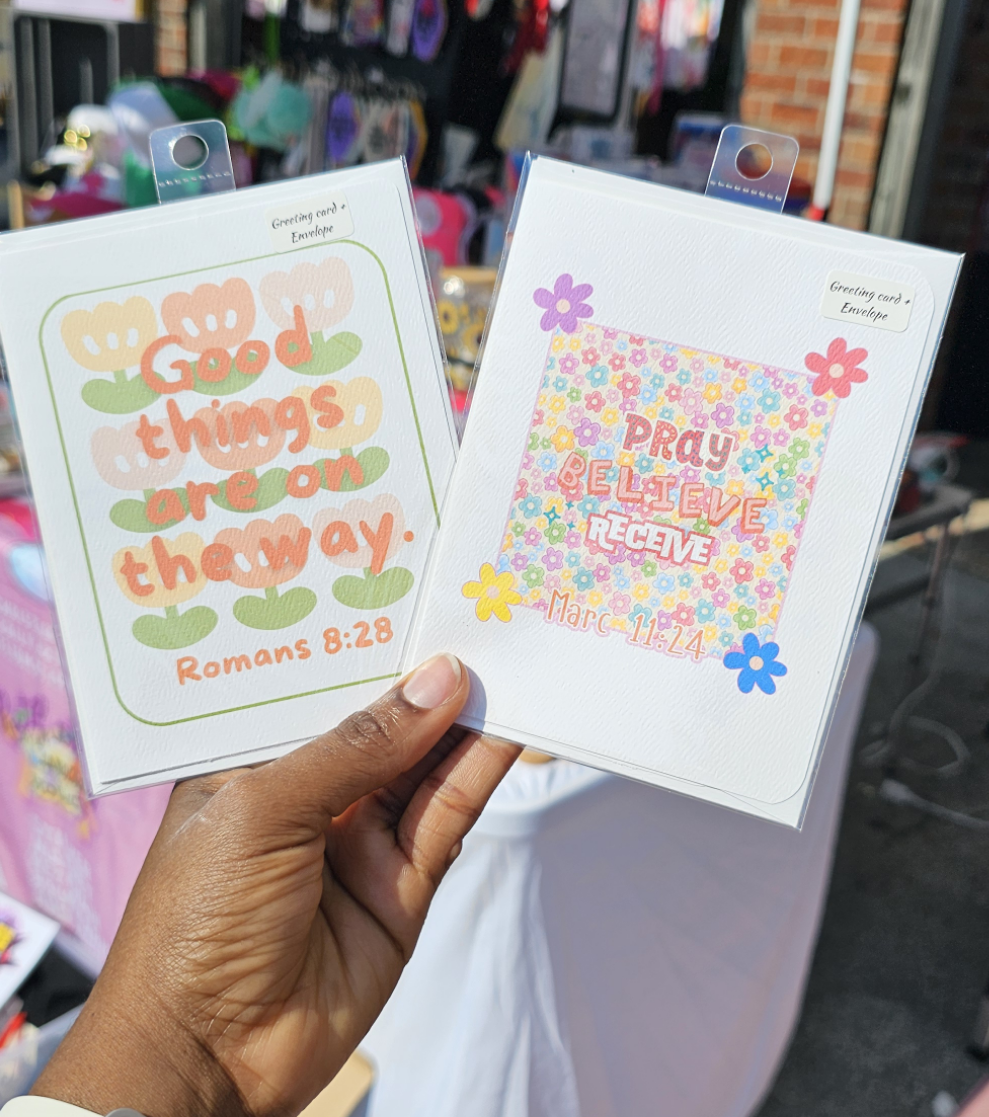 Greeting card +
Envelope
Good
things
are on
the way.
Romans 8:28
Greeting card +
Envelope
PRay
BELIEVE
RECEIVE
Marc 11:24